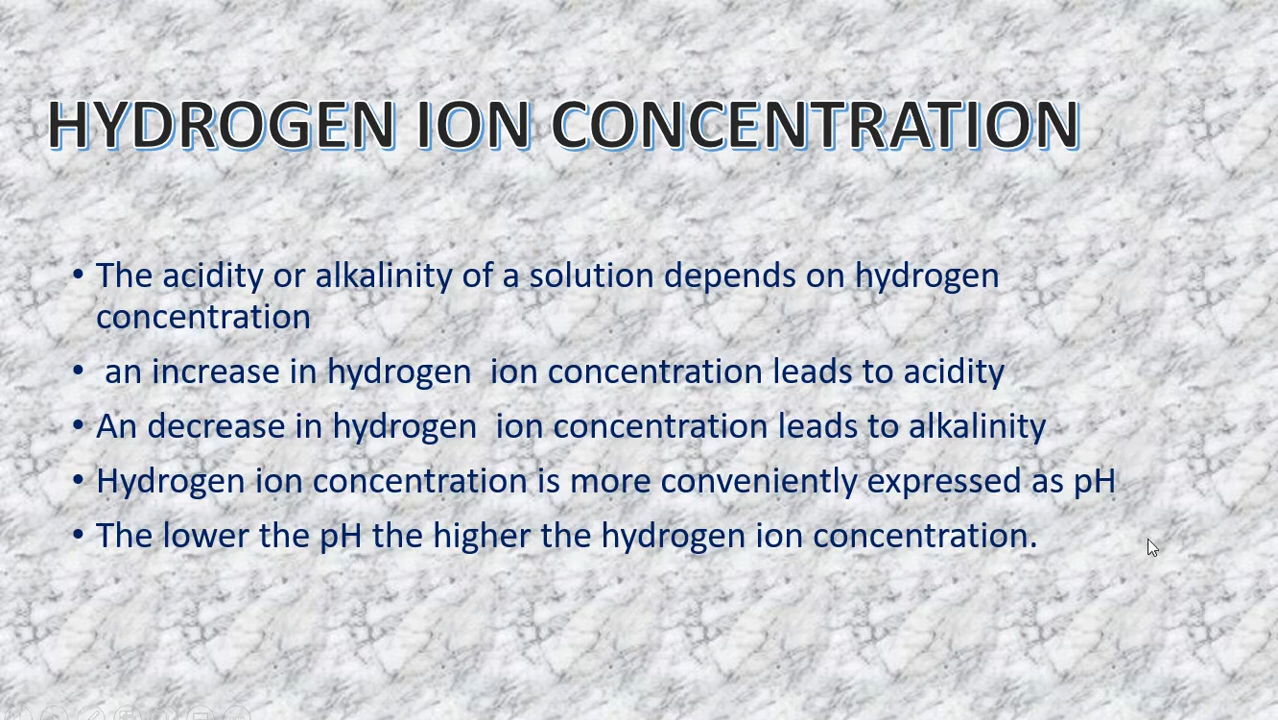 HYDROGEN ION CONCENTRATION
• The acidity or alkalinity of a solution depends on hydrogen
concentration
• an increase in hydrogen  ion concentration leads to acidity
• An decrease in hydrogen  ion concentration leads to alkalinity
• Hydrogen ion concentration is more conveniently expressed as pH
• The lower the pH the higher the hydrogen ion concentration.